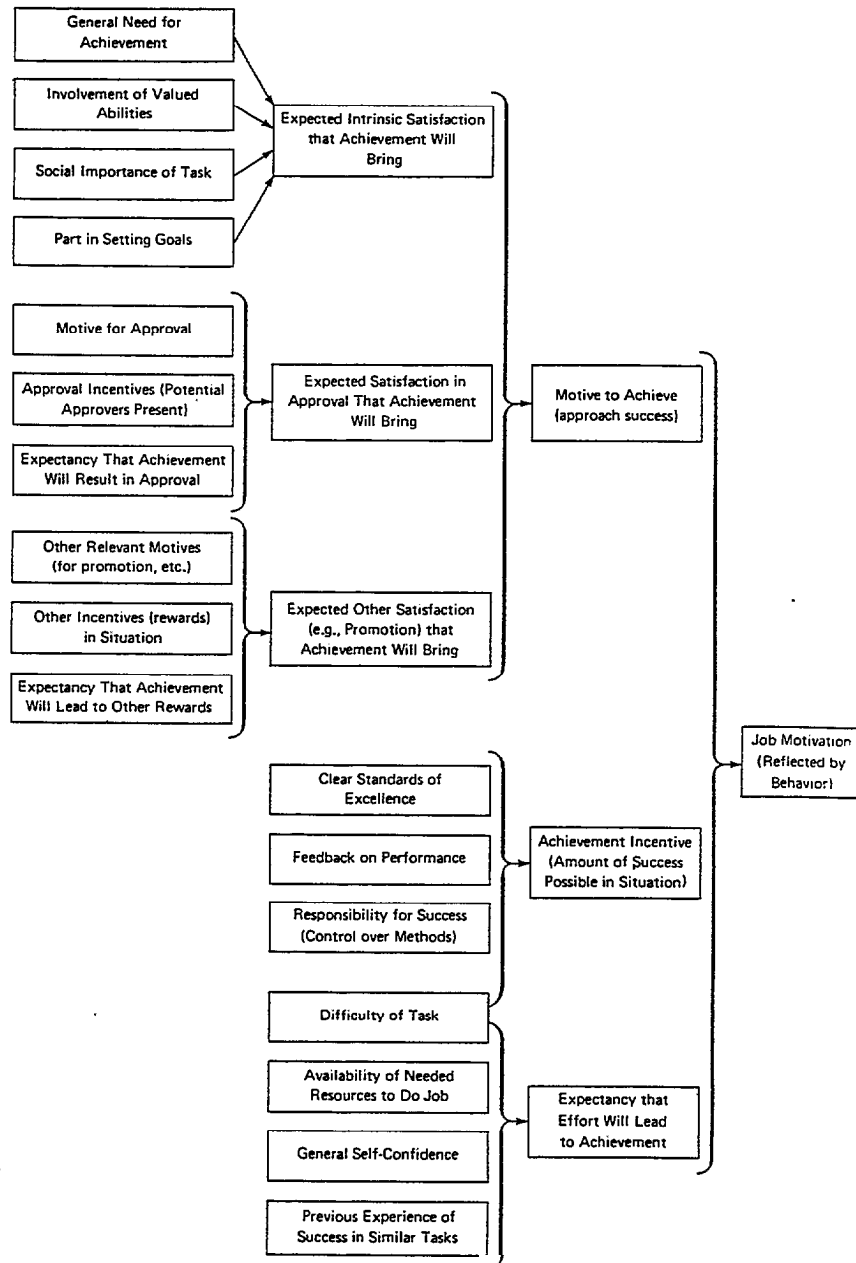 General Need for
Achievement
Involvement of Valued
Abilities
Social Importance of Task
Part in Setting Goals
Expected Intrinsic Satisfaction
that Achievement Will
Bring
Motive for Approval
Approval Incentives (Potential
Approvers Present)
Expectancy That Achievement
Will Result in Approval
Expected Satisfaction in
Approval That Achievement
Will Bring
Other Relevant Motives
(for promotion, etc.)
Other Incentives (rewards)
in Situation
Expectancy That Achievement
Will Lead to Other Rewards
Expected Other Satisfaction
(e.g., Promotion) that
Achievement Will Bring
Motive to Achieve
(approach success)
Clear Standards of
Excellence
Feedback on Performance
Responsibility for Success
(Control over Methods)
Difficulty of Task
Achievement Incentive
(Amount of Success
Possible in Situation)
Availability of Needed
Resources to Do Job
General Self-Confidence
Previous Experience of
Success in Similar Tasks
Expectancy that
Effort Will Lead
to Achievement
Job Motivation
(Reflected by
Behavior)